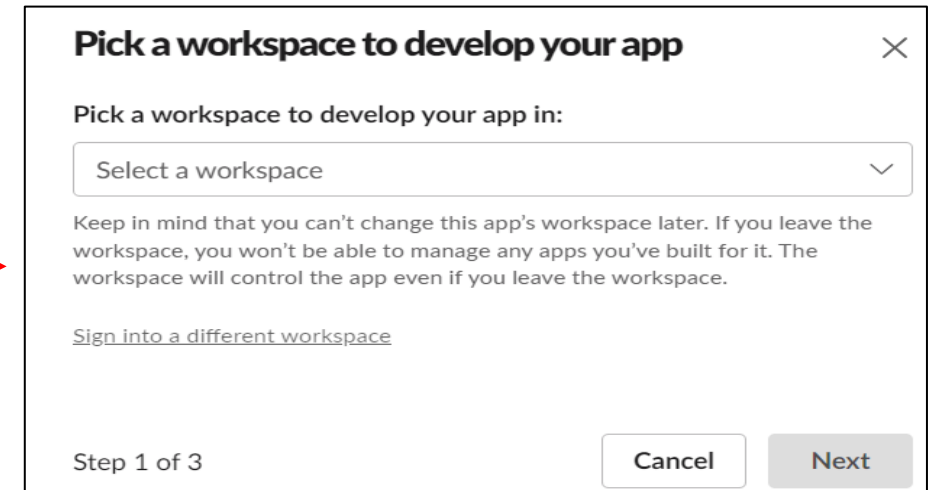 Pick a workspace to develop your app
Pick a workspace to develop your app in:
Select a workspace
Keep in mind that you can’t change this app’s workspace later. If you leave the
workspace, you won’t be able to manage any apps you’ve built for it. The
workspace will control the app even if you leave the workspace.
Sign into a different workspace
Step 1 of 3
Cancel
Next